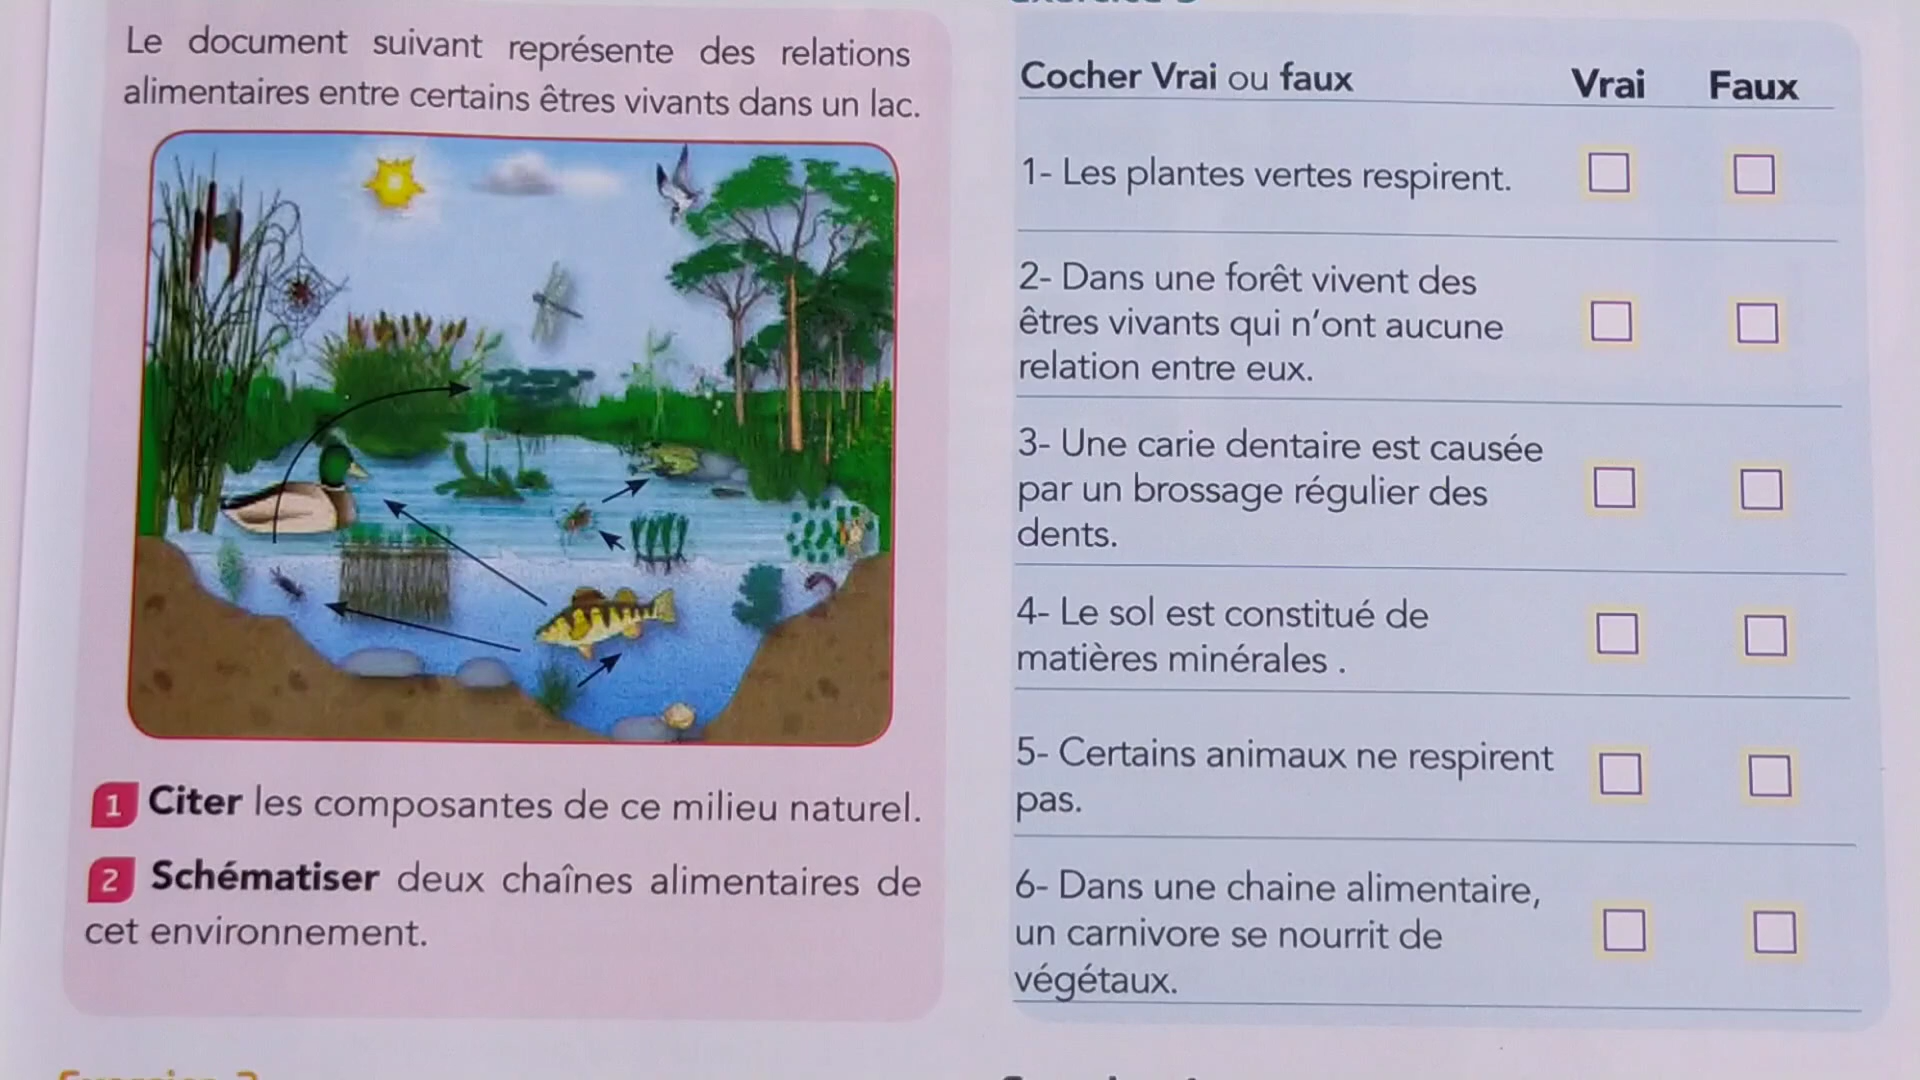 Le document suivant représente des relations
alimentaires entre certains êtres vivants dans un lac.
1 Citer les composantes de ce milieu naturel.
2 Schématiser deux chaînes alimentaires de
cet environnement.
Cocher Vrai ou faux Vrai Faux
1- Les plantes vertes respirent.
2- Dans une forêt vivent des
êtres vivants qui n'ont aucune
relation entre eux.
3- Une carie dentaire est causée
par un brossage régulier des
dents.
4- Le sol est constitué de
matières minérales .
5- Certains animaux ne respirent
pas.
6- Dans une chaine alimentaire,
un carnivore se nourrit de
végétaux.